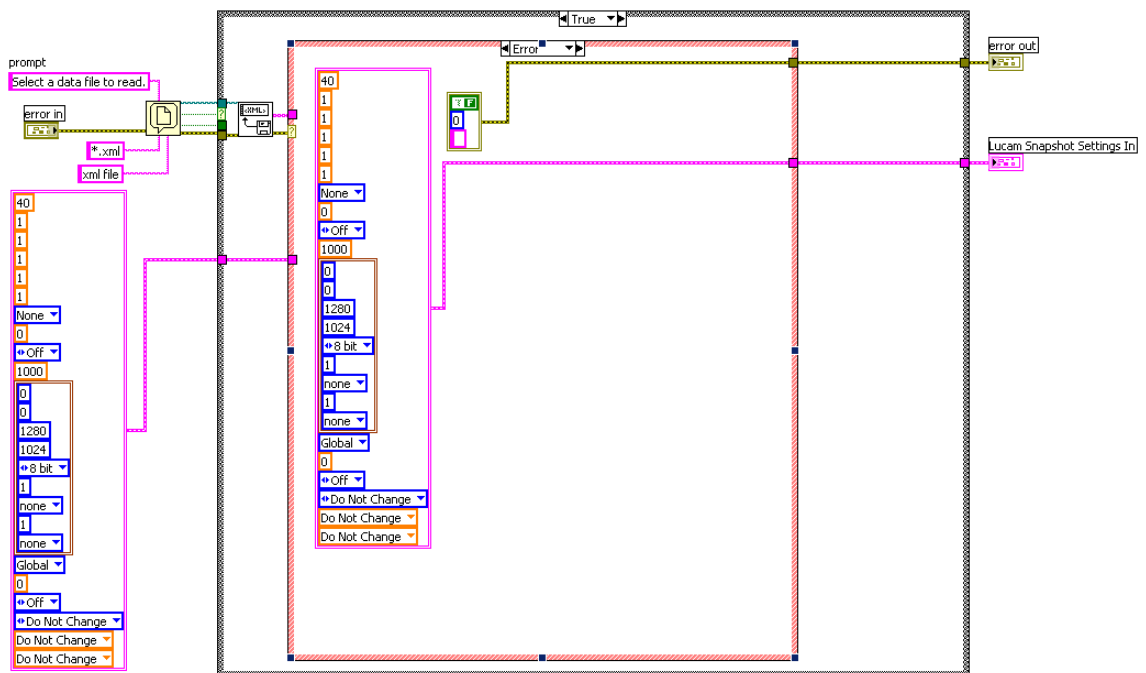 True
Error
error out
prompt
Select a data file to read.
error in
*.xml
xml file
?
<XML>
?
? F
0
Lucam Snapshot Settings In
40
1
1
1
1
1
None
0
Off
1000
0
0
1280
1024
8 bit
1
none
1
none
Global
0
Off
Do Not Change
Do Not Change
Do Not Change
40
1
1
1
1
1
None
0
Off
1000
0
0
1280
1024
8 bit
1
none
1
none
Global
0
Off
Do Not Change
Do Not Change
Do Not Change